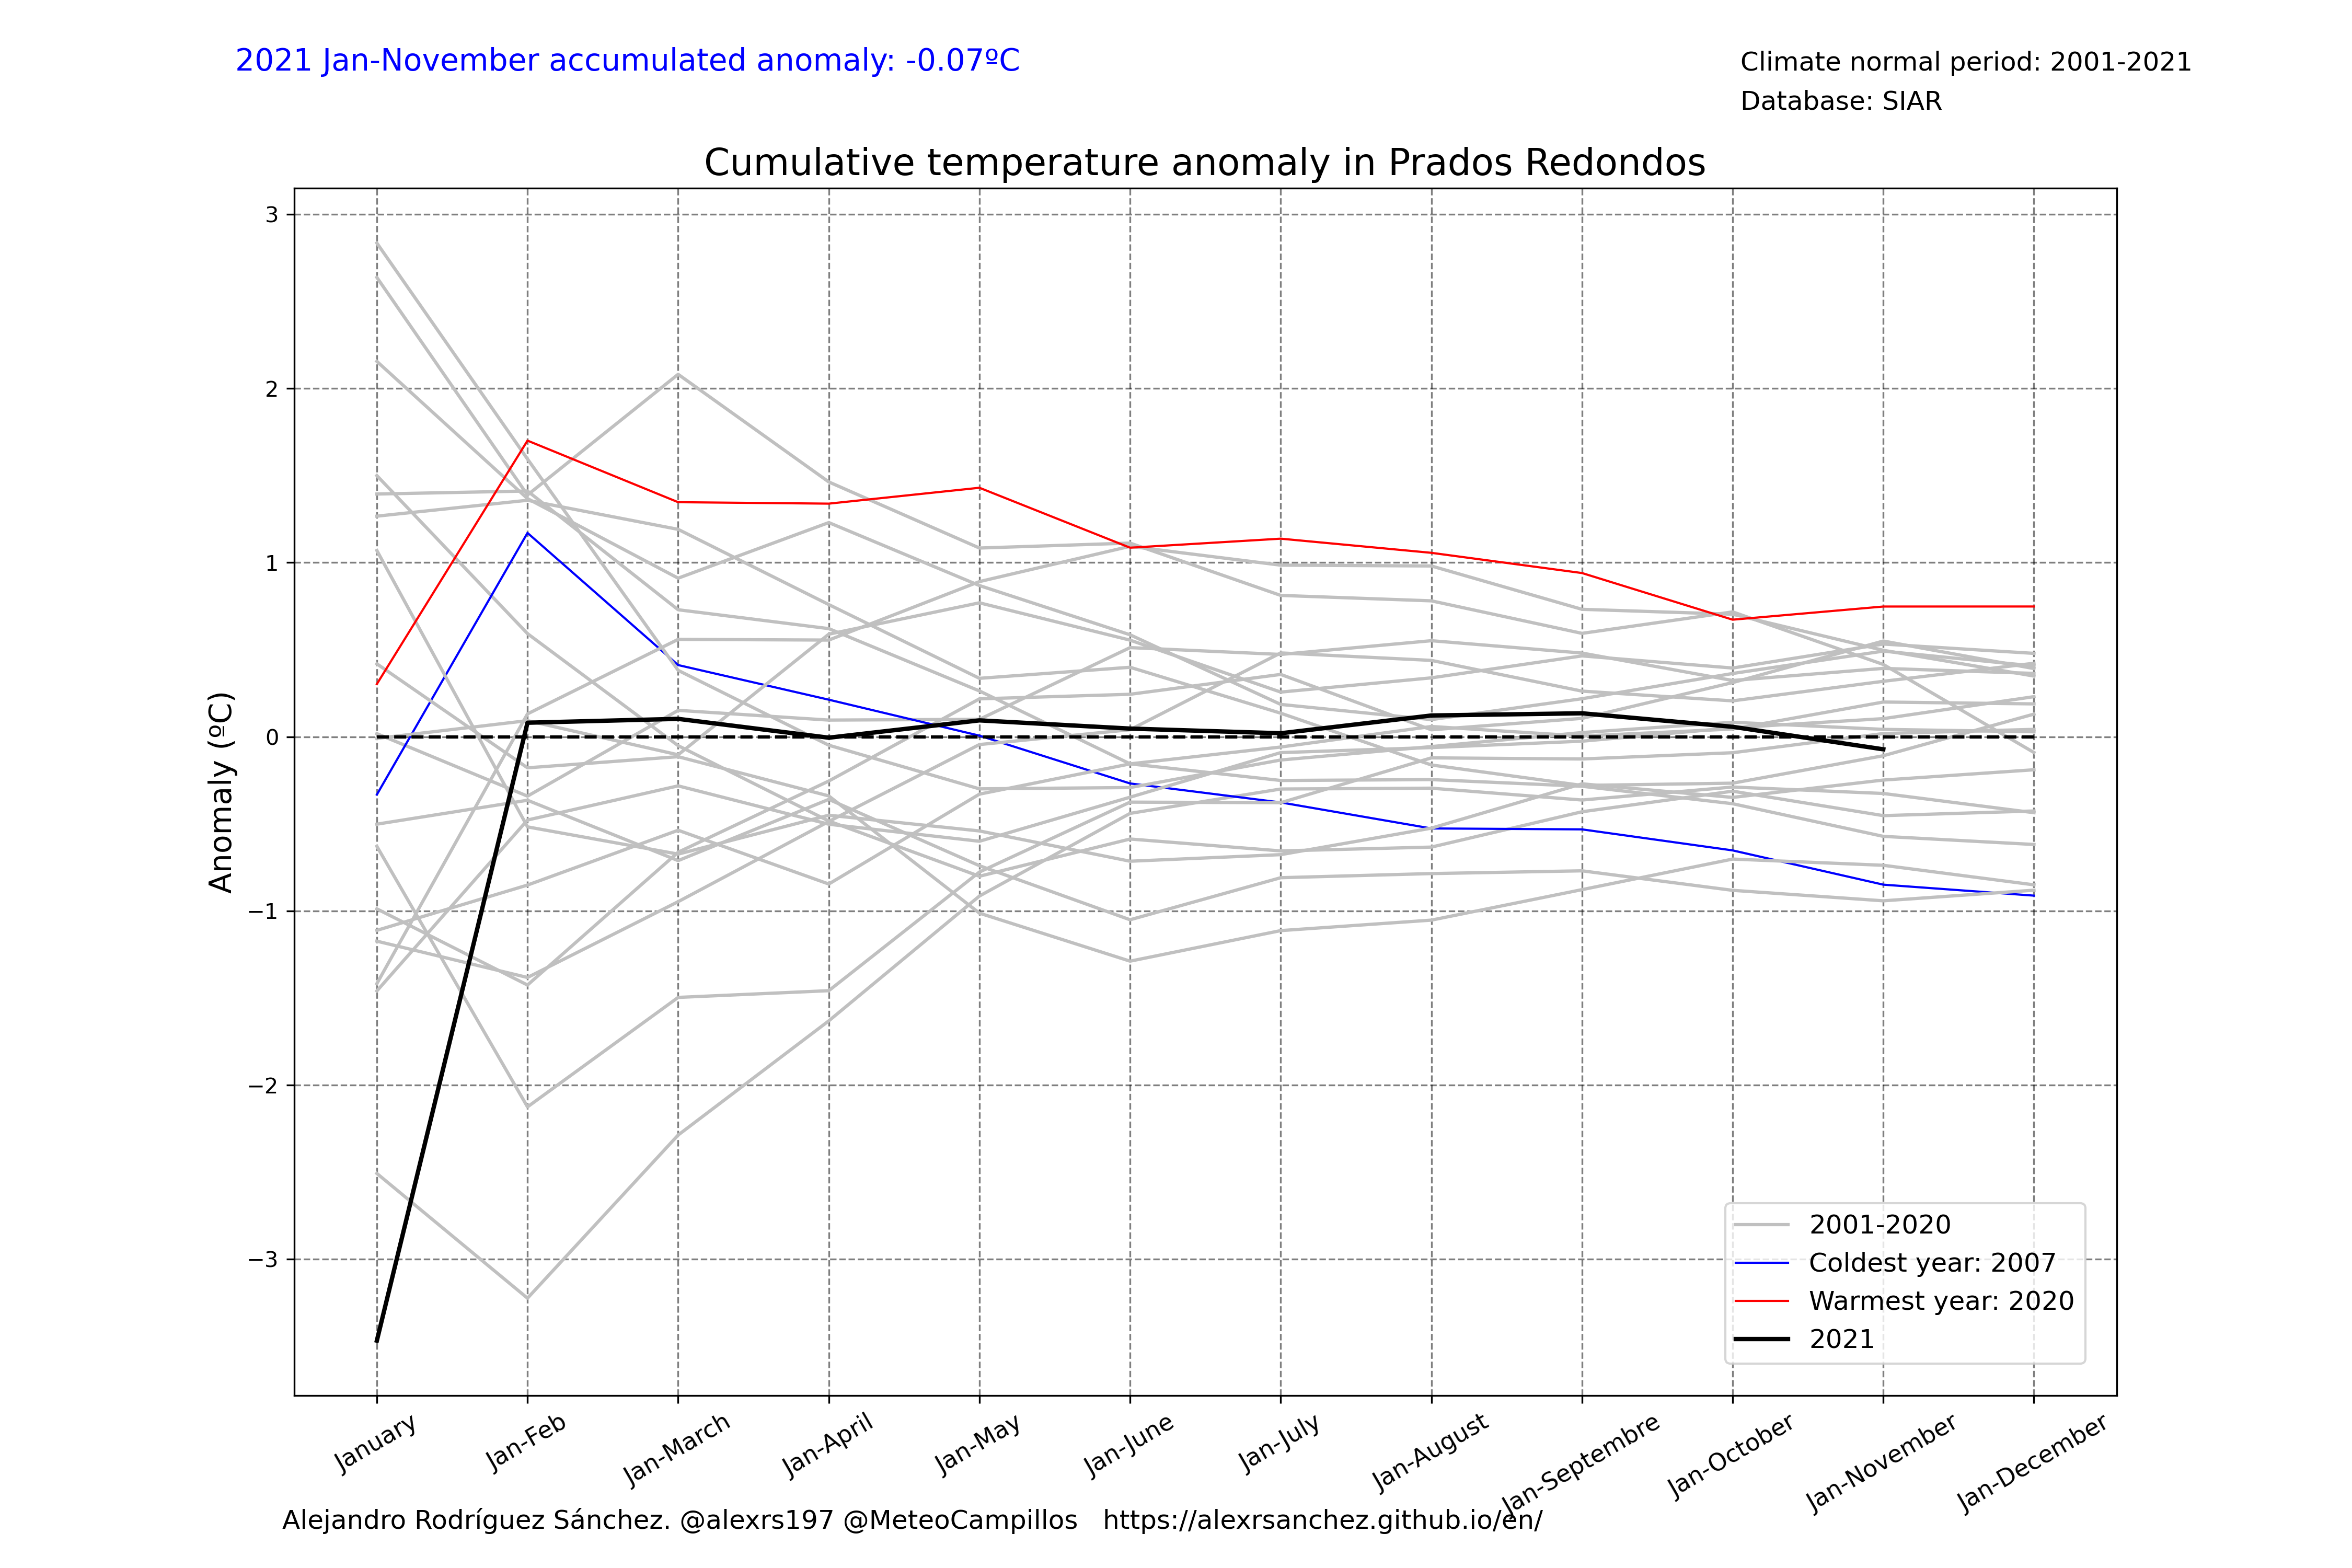 2021 Jan-November accumulated anomaly: -0.07ºC
Climate normal period: 2001-2021
Database: SIAR
Cumulative temperature anomaly in Prados Redondos
Anomaly (ºC)
3
2
1
0
−1
−2
−3
2001-2020
Coldest year: 2007
Warmest year: 2020
2021
January
Jan-Feb
Jan-March
Jan-April
Jan-May
Jan-June
Jan-July
Jan-August
Jan-Septembre
Jan-October
Jan-November
Jan-December
Alejandro Rodríguez Sánchez. @alexrs197 @MeteoCampillos https://alexrsanchez.github.io/en/